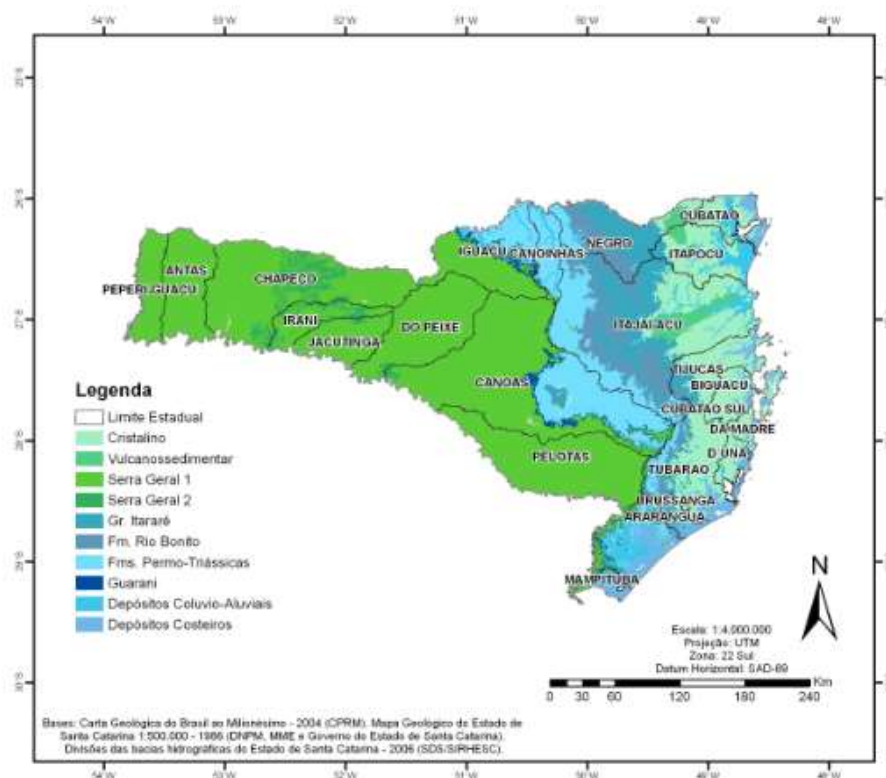 54°W 53°W 52°W 51°W 50°W 49°W 48°W
CUBATAO
IGUAÇU CANOINHAS NEGRO ITAPOCU
ANTAS
PEPERI-GUAÇU CHAPECO
IRANI DO PEIXE ITAJAI-AÇU
JACUTINGA
TIJUCAS
CANOAS BIGUAÇU
CUBATAO SUL
DA MADRE
PELOTAS TUBARAO D UNA
URUSSANGA
ARARANGUA
MAMPITUBA
Legenda
Limite Estadual
Cristalino
Vulcanossedimentar
Serra Geral 1
Serra Geral 2
Gr. Itararé
Fm. Rio Bonito
Fms. Permo-Triássicas
Guarani
Depósitos Coluvio-Aluviais
Depósitos Costeiros
N
Escala: 1:4.000.000
Projeção: UTM
Zona: 22 Sul
Datum Horizontal: SAD-69
Km
0 15 30 60 120 180 240
Bases: Carta Geológica do Brasil ao Milionésimo - 2004 (CPRM). Mapa Geológico do Estado de
Santa Catarina 1:500.000 - 1986 (DNPM, MME e Governo do Estado de Santa Catarina).
Divisões das bacias hidrográficas do Estado de Santa Catarina - 2006 (SDS/SIRHESC).